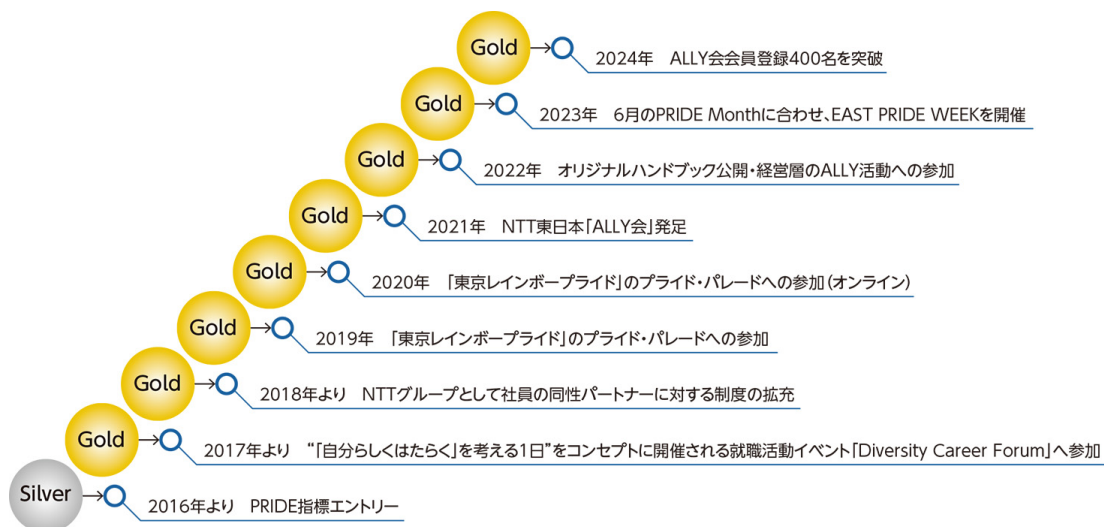 Gold
2024年　ALLY会会員登録400名を突破
Gold
2023年　6月のPRIDE Monthに合わせ、EAST PRIDE WEEKを開催
Gold
2022年　オリジナルハンドブック公開・経営層のALLY活動への参加
Gold
2021年　NTT東日本「ALLY会」発足
Gold
2020年　「東京レインボープライド」のプライド・パレードへの参加（オンライン）
Gold
2019年　「東京レインボープライド」のプライド・パレードへの参加
Gold
2018年より　NTTグループとして社員の同性パートナーに対する制度の拡充
Gold
2017年より　“「自分らしくはたらく」を考える1日”をコンセプトに開催される就職活動イベント「Diversity Career Forum」へ参加
Silver
2016年より　PRIDE指標エントリー